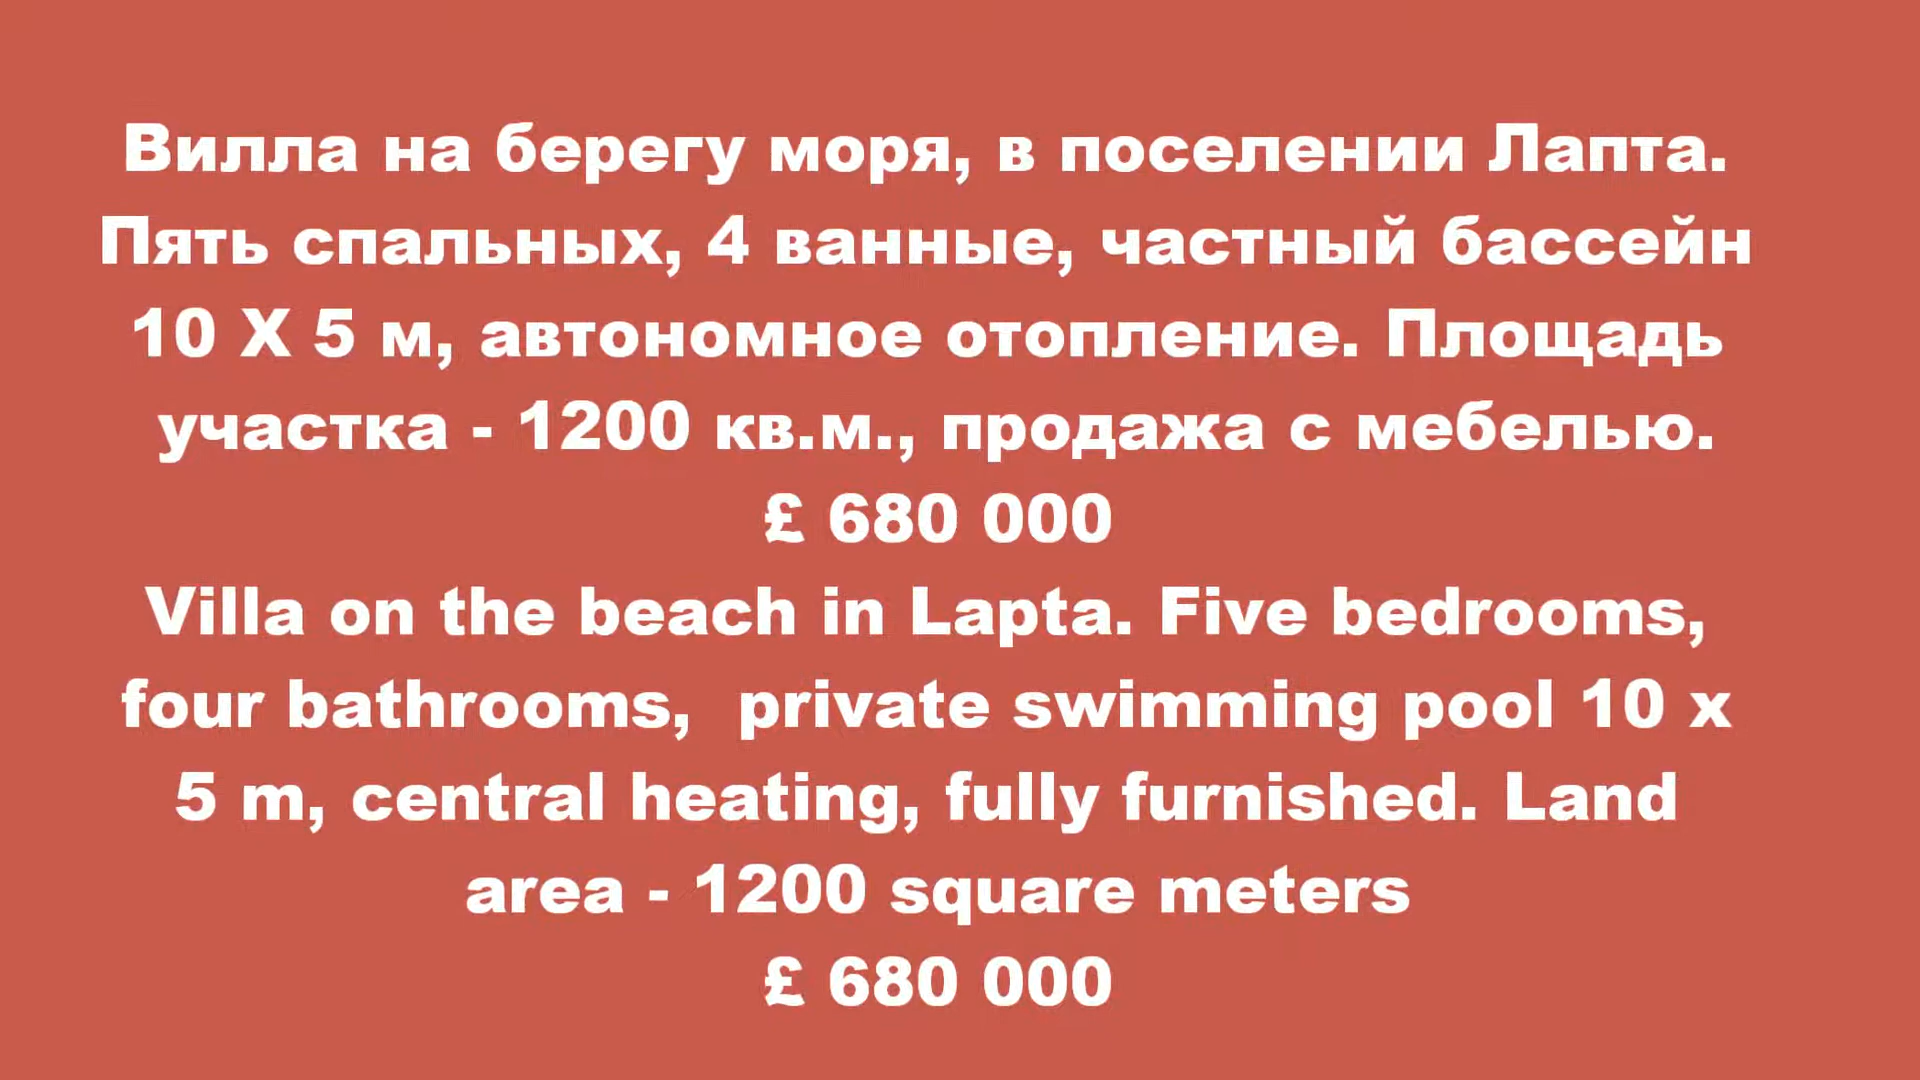 Вилла на берегу моря, в поселении Лапта.
Пять спальных, 4 ванные, частный бассейн
10 X 5 м, автономное отопление. Площадь
участка - 1200 кв.м., продажа с мебелью.
£ 680 000
Villa on the beach in Lapta. Five bedrooms,
four bathrooms,  private swimming pool 10 x
5 m, central heating, fully furnished. Land
area - 1200 square meters
£ 680 000